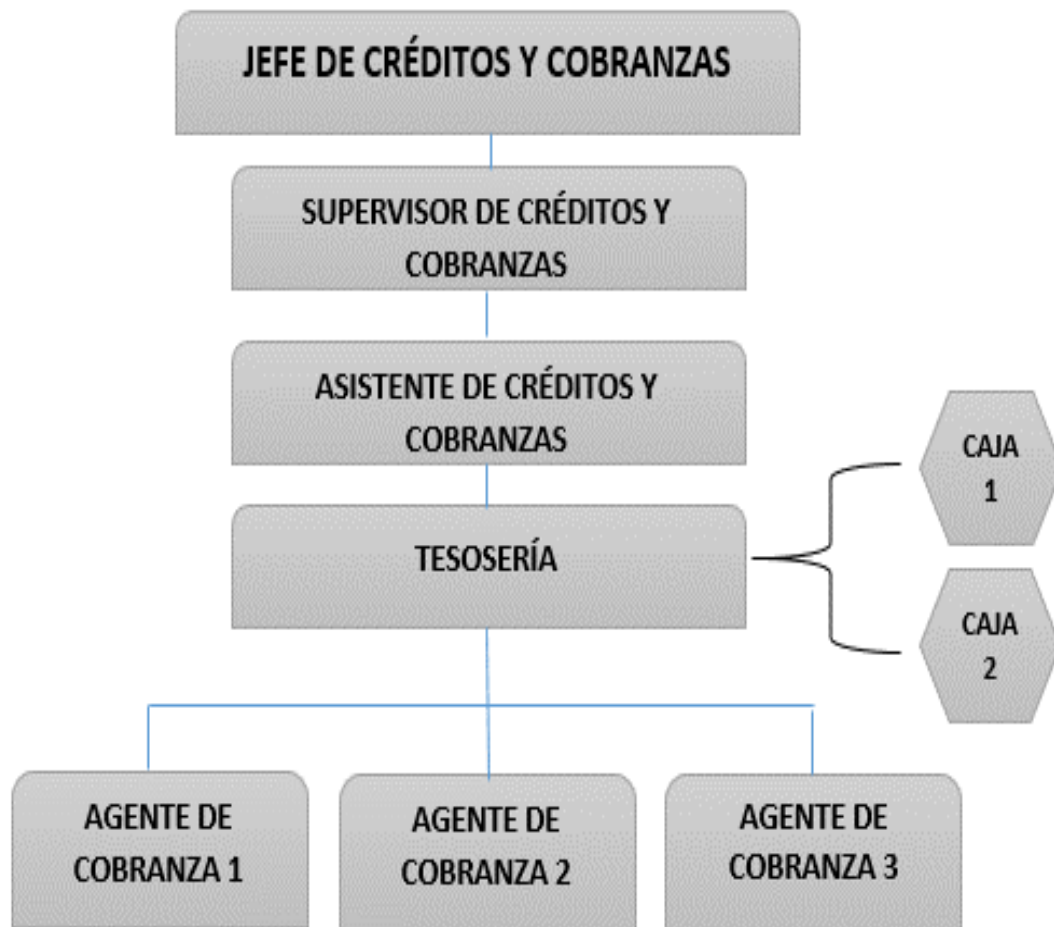 JEFE DE CRÉDITOS Y COBRANZAS
SUPERVISOR DE CRÉDITOS Y
COBRANZAS
ASISTENTE DE CRÉDITOS Y
COBRANZAS
TESOSERÍA
CAJA
1
CAJA
2
AGENTE DE
COBRANZA 1
AGENTE DE
COBRANZA 2
AGENTE DE
COBRANZA 3